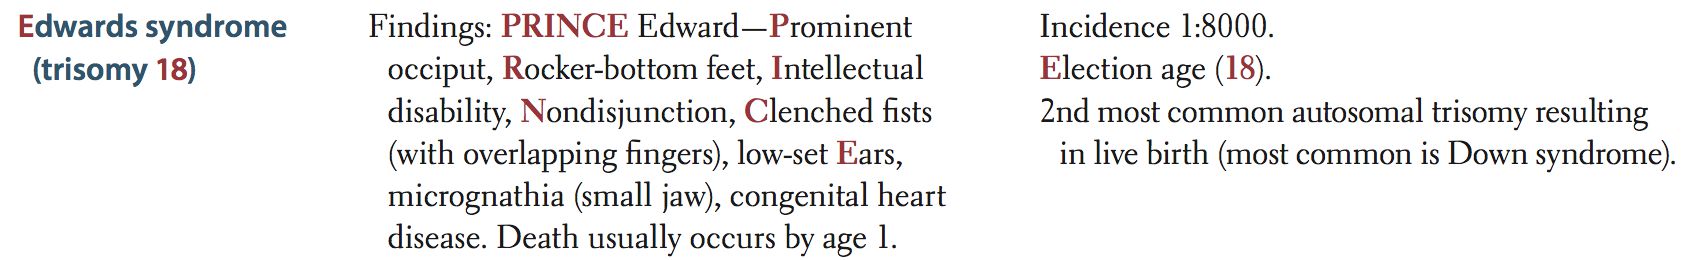 Edwards syndrome
(trisomy 18)
Findings: PRINCE Edward—Prominent
occiput, Rocker-bottom feet, Intellectual
disability, Nondisjunction, Clenched fists
(with overlapping fingers), low-set Ears,
micrognathia (small jaw), congenital heart
disease. Death usually occurs by age 1.
Incidence 1:8000.
Election age (18).
2nd most common autosomal trisomy resulting
in live birth (most common is Down syndrome).